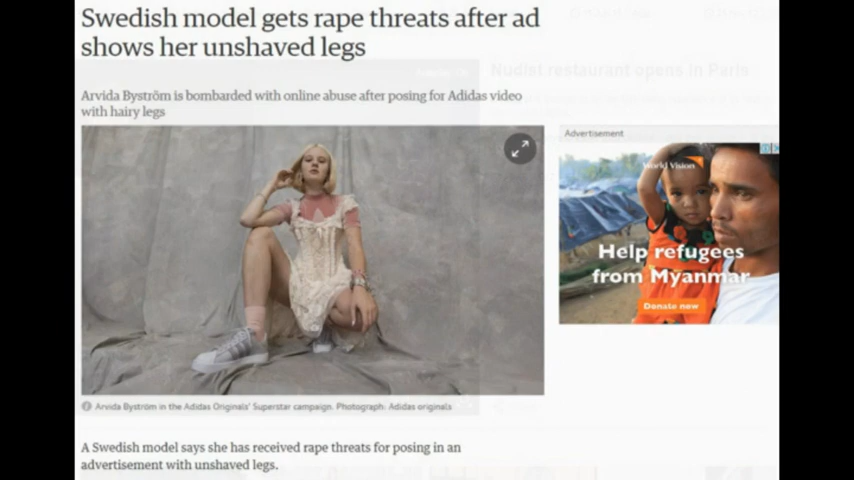 Swedish model gets rape threats after ad
shows her unshaved legs
Nudist restaurant opens in Paris
Arvida Byström is bombarded with online abuse after posing for Adidas video
with hairy legs
Advertisement
World Vision
Help refugees
from Myanmar
Donate now
Arvida Byström in the Adidas Originals' Superstar campaign. Photograph: Adidas originals
A Swedish model says she has received rape threats for posing in an
advertisement with unshaved legs.